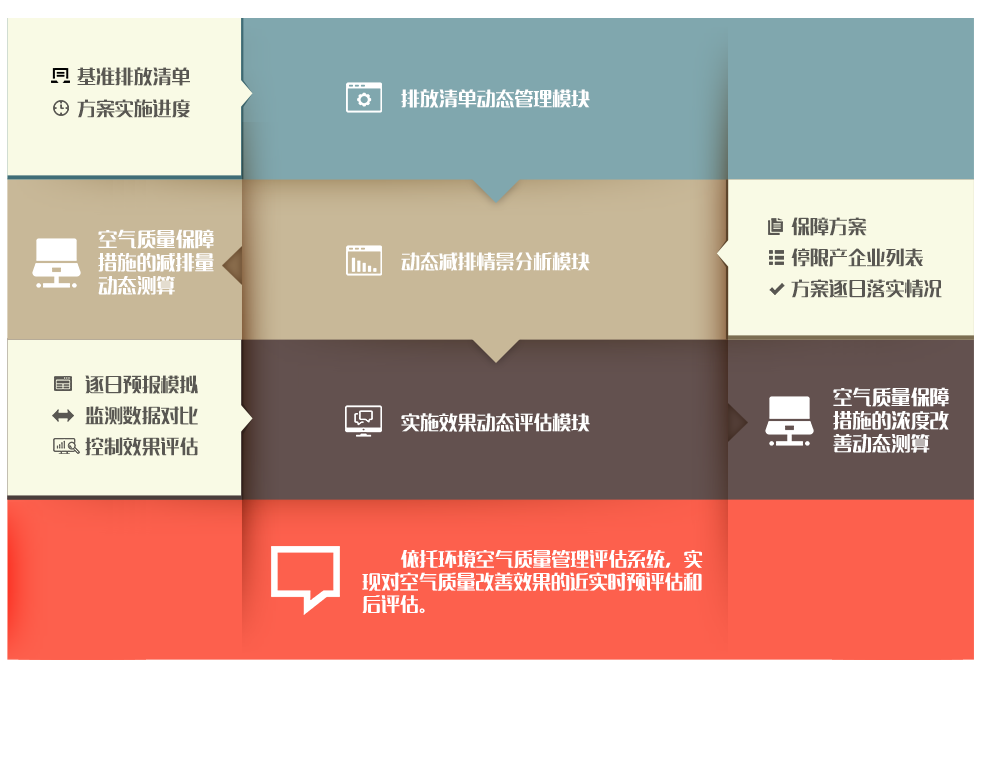 基准排放清单
方案实施进度
排放清单动态管理模块
空气质量保障
措施的减排量
动态测算
动态减排情景分析模块
保障方案
停限产企业列表
方案逐日落实情况
逐日预报模拟
监测数据对比
控制效果评估
实施效果动态评估模块
空气质量保障
措施的浓度改
善动态测算
依托环境空气质量管理评估系统，实
现对空气质量改善效果的近实时预评估和
后评估。